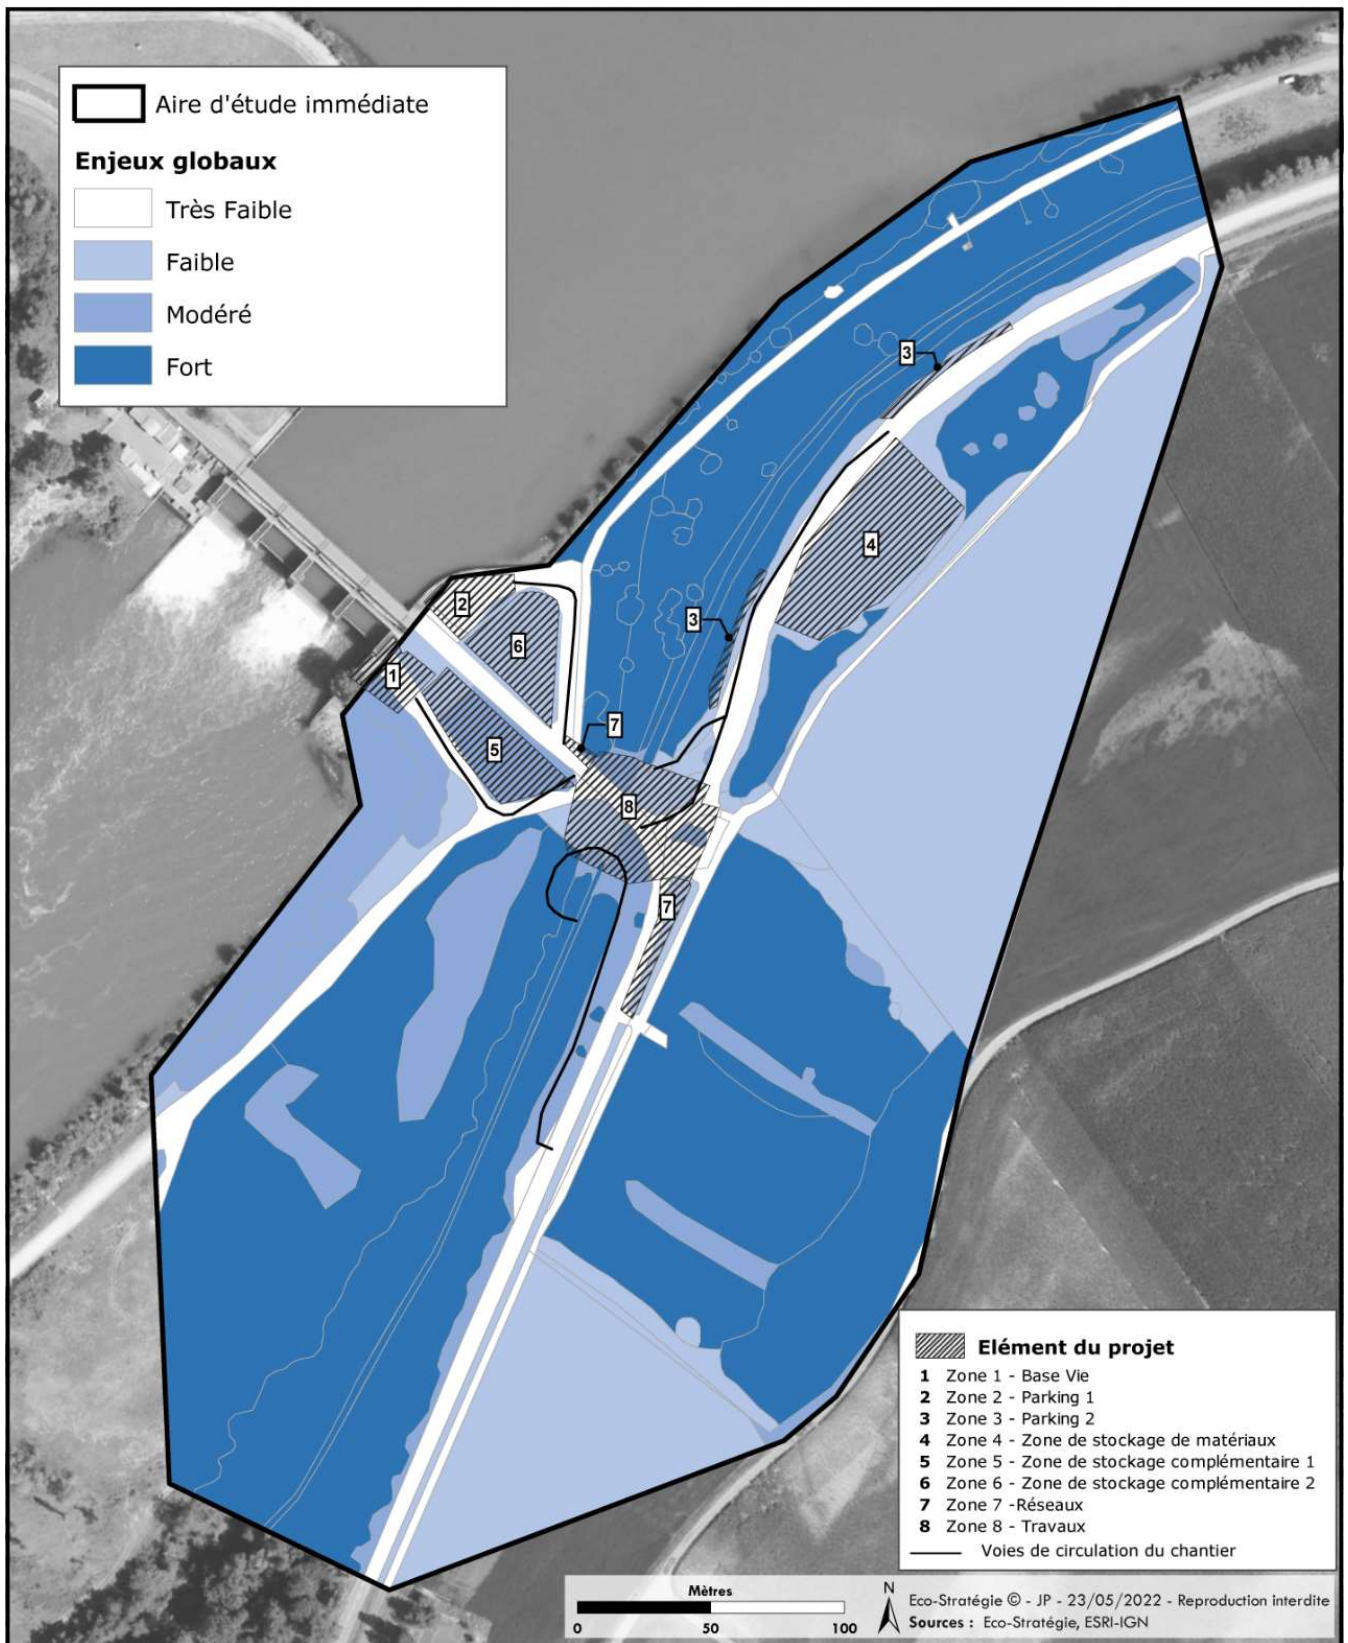 Aire d'étude immédiate
Enjeux globaux
Très Faible
Faible
Modéré
Fort
3
4
2
6
3
1
5
7
8
7
Elément du projet
1 Zone 1 - Base Vie
2 Zone 2 - Parking 1
3 Zone 3 - Parking 2
4 Zone 4 - Zone de stockage de matériaux
5 Zone 5 - Zone de stockage complémentaire 1
6 Zone 6 - Zone de stockage complémentaire 2
7 Zone 7 -Réseaux
8 Zone 8 - Travaux
Voies de circulation du chantier
Mètres
0 50 100
N
Eco-Stratégie © - JP - 23/05/2022 - Reproduction interdite
Sources : Eco-Stratégie, ESRI-IGN